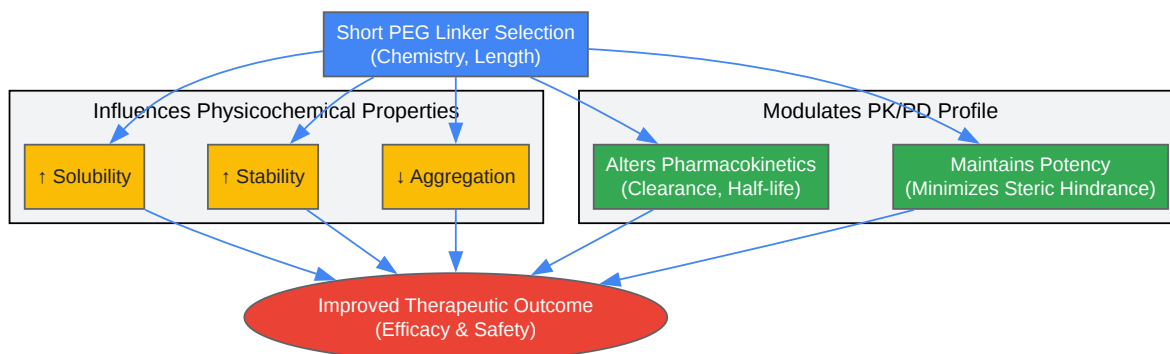 Short PEG Linker Selection
(Chemistry, Length)
Influences Physicochemical Properties
Modulates PK/PD Profile
↑ Solubility
↑ Stability
↓ Aggregation
Alters Pharmacokinetics
(Clearance, Half-life)
Maintains Potency
(Minimizes Steric Hindrance)
Improved Therapeutic Outcome
(Efficacy & Safety)